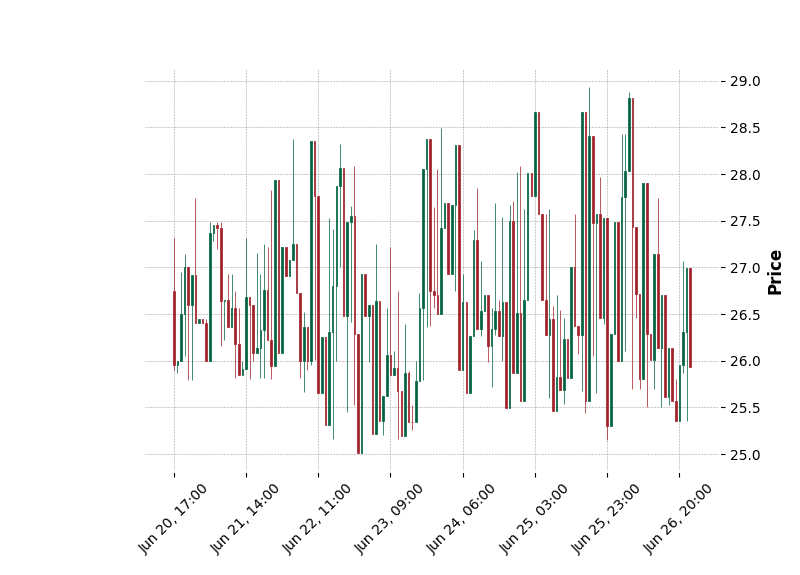 29.0
28.5
28.0
27.5
27.0
26.5
26.0
25.5
25.0
Price
Jun 20, 17:00
Jun 21, 14:00
Jun 22, 11:00
Jun 23, 09:00
Jun 24, 06:00
Jun 25, 03:00
Jun 25, 23:00
Jun 26, 20:00